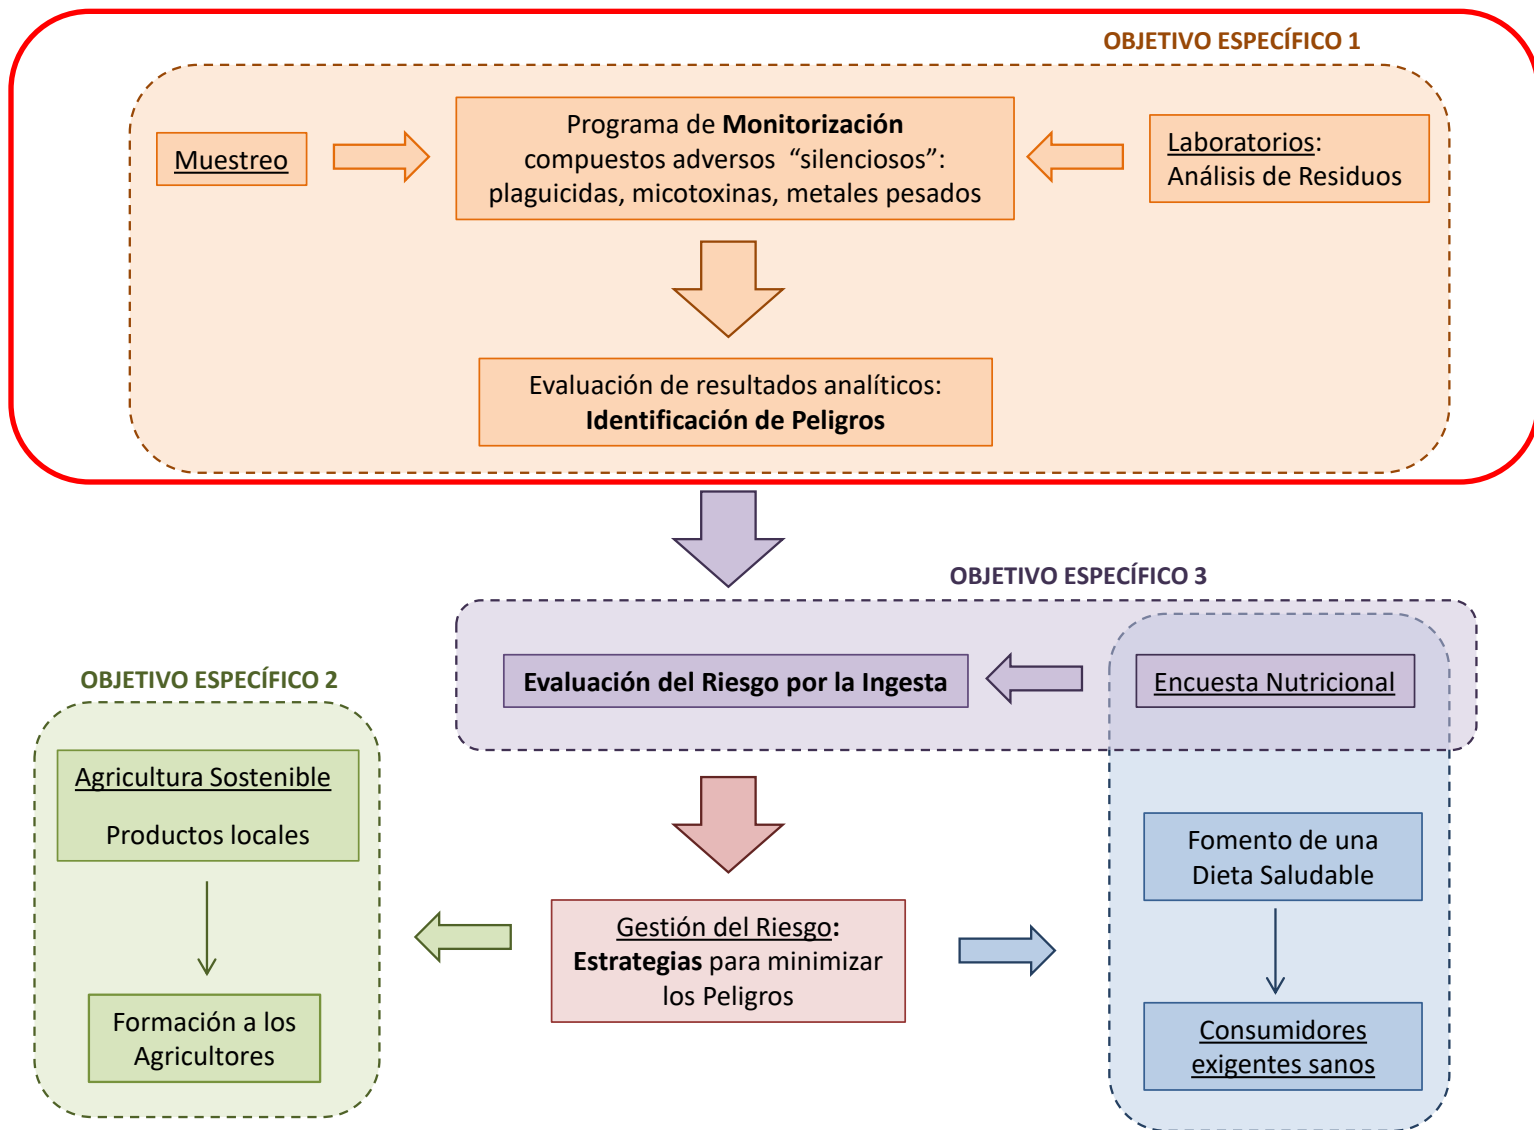 OBJETIVO ESPECÍFICO 1
Muestreo
Programa de Monitorización
compuestos adversos “silenciosos”:
plaguicidas, micotoxinas, metales pesados
Laboratorios:
Análisis de Residuos
Evaluación de resultados analíticos:
Identificación de Peligros
OBJETIVO ESPECÍFICO 3
Evaluación del Riesgo por la Ingesta
Encuesta Nutricional
OBJETIVO ESPECÍFICO 2
Agricultura Sostenible
Productos locales
Formación a los
Agricultores
Gestión del Riesgo:
Estrategias para minimizar
los Peligros
Fomento de una
Dieta Saludable
Consumidores
exigentes sanos